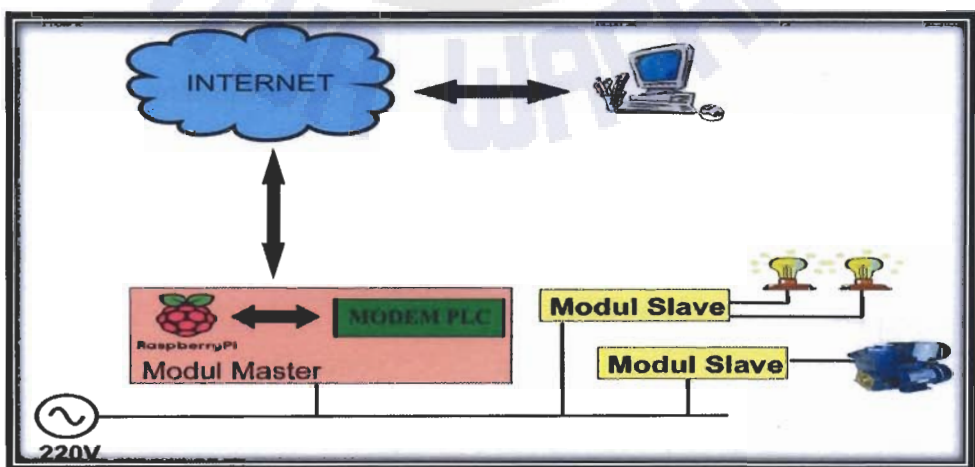 INTERNET
MODEM PLC
RaspberryPi
Modul Master
Modul Slave
Modul Slave
220V